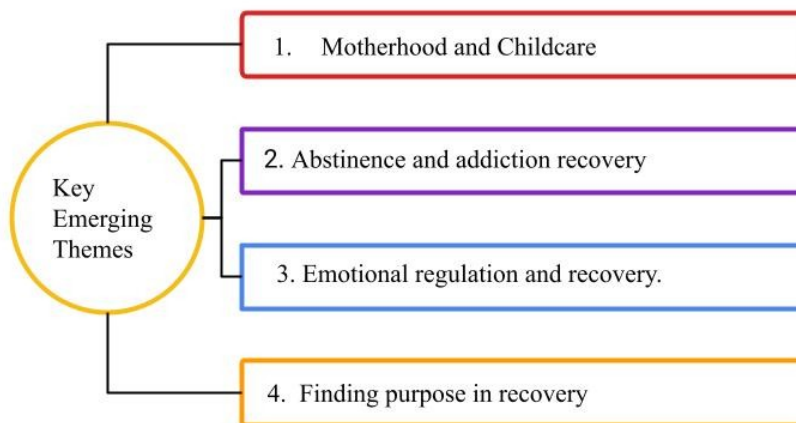 1. Motherhood and Childcare
2. Abstinence and addiction recovery
Key
Emerging
Themes
3. Emotional regulation and recovery.
4. Finding purpose in recovery